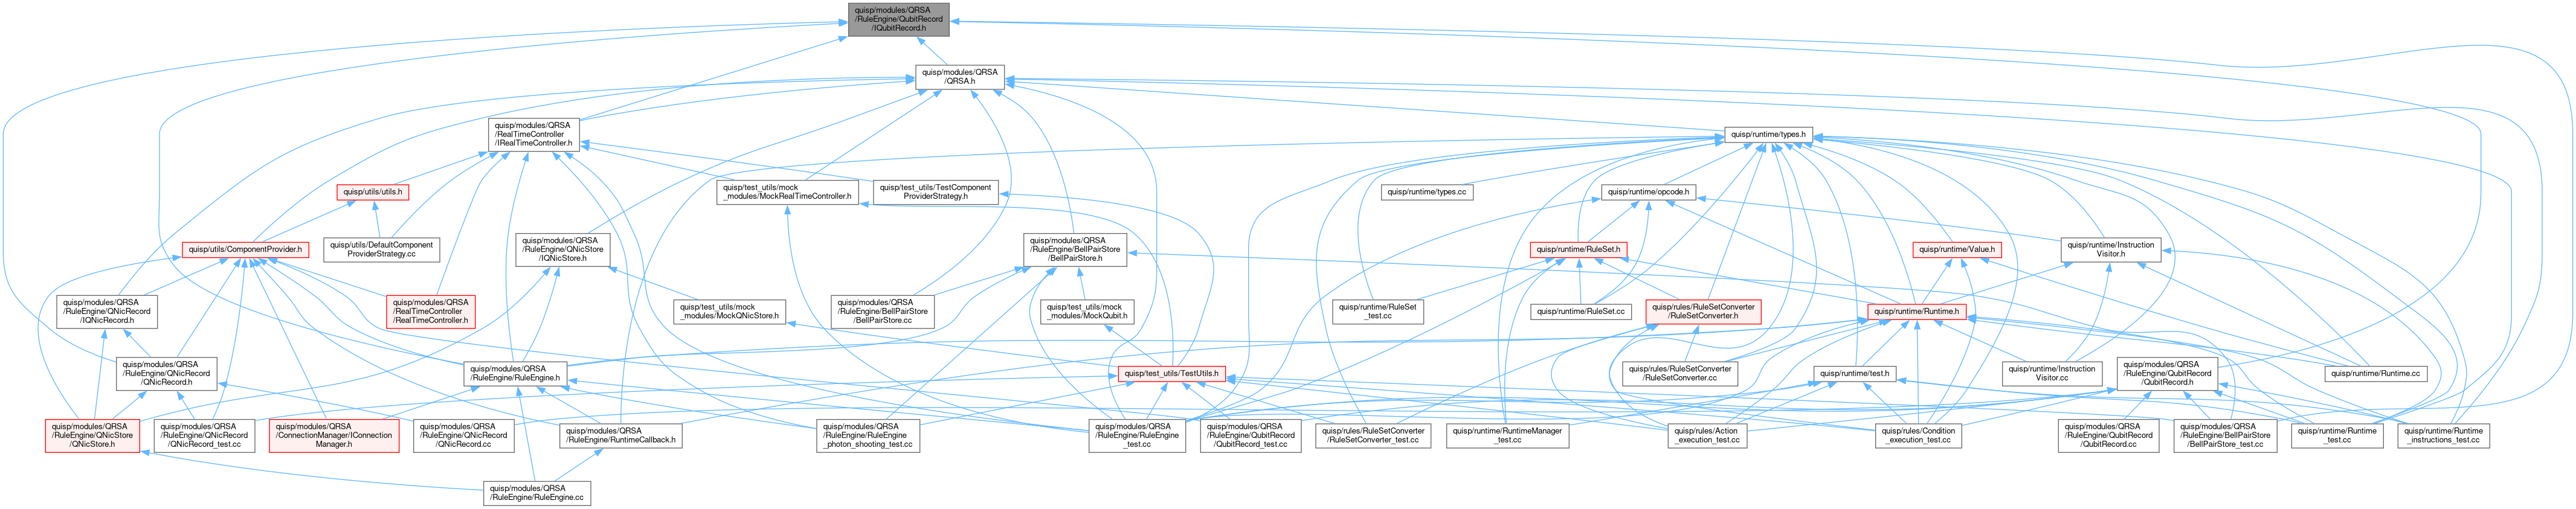 quisp/modules/QRSA
/RuleEngine/QubitRecord
/IQubitRecord.h
quisp/modules/QRSA
/QRSA.h
quisp/modules/QRSA
/RealTimeController
/IRealTimeController.h
quisp/runtime/types.h
quisp/utils/utils.h
quisp/test_utils/mock
_modules/MockRealTimeController.h
quisp/test_utils/TestComponent
ProviderStrategy.h
quisp/runtime/types.cc
quisp/runtime/opcode.h
quisp/utils/ComponentProvider.h
quisp/utils/DefaultComponent
ProviderStrategy.cc
quisp/modules/QRSA
/RuleEngine/QNicStore
/IQNicStore.h
quisp/modules/QRSA
/RuleEngine/BellPairStore
/BellPairStore.h
quisp/runtime/RuleSet.h
quisp/runtime/Value.h
quisp/runtime/Instruction
Visitor.h
quisp/modules/QRSA
/RuleEngine/QNicRecord
/IQNicRecord.h
quisp/modules/QRSA
/RealTimeController
/RealTimeController.h
quisp/test_utils/mock
_modules/MockQNicStore.h
quisp/modules/QRSA
/RuleEngine/BellPairStore
/BellPairStore.cc
quisp/test_utils/mock
_modules/MockQubit.h
quisp/runtime/RuleSet
_test.cc
quisp/runtime/RuleSet.cc
quisp/rules/RuleSetConverter
/RuleSetConverter.h
quisp/runtime/Runtime.h
quisp/modules/QRSA
/RuleEngine/QNicRecord
/QNicRecord.h
quisp/modules/QRSA
/RuleEngine/RuleEngine.h
quisp/test_utils/TestUtils.h
quisp/rules/RuleSetConverter
/RuleSetConverter.cc
quisp/runtime/test.h
quisp/runtime/Instruction
Visitor.cc
quisp/modules/QRSA
/RuleEngine/QubitRecord
/QubitRecord.h
quisp/runtime/Runtime.cc
quisp/modules/QRSA
/RuleEngine/QNicStore
/QNicStore.h
quisp/modules/QRSA
/RuleEngine/QNicRecord
/QNicRecord_test.cc
quisp/modules/QRSA
/ConnectionManager/IConnection
Manager.h
quisp/modules/QRSA
/RuleEngine/QNicRecord
/QNicRecord.cc
quisp/modules/QRSA
/RuleEngine/RuntimeCallback.h
quisp/modules/QRSA
/RuleEngine/RuleEngine
_photon_shooting_test.cc
quisp/modules/QRSA
/RuleEngine/RuleEngine
_test.cc
quisp/modules/QRSA
/RuleEngine/QubitRecord
/QubitRecord_test.cc
quisp/rules/RuleSetConverter
/RuleSetConverter_test.cc
quisp/runtime/RuntimeManager
_test.cc
quisp/rules/Action
_execution_test.cc
quisp/rules/Condition
_execution_test.cc
quisp/modules/QRSA
/RuleEngine/QubitRecord
/QubitRecord.cc
quisp/modules/QRSA
/RuleEngine/BellPairStore
/BellPairStore_test.cc
quisp/runtime/Runtime
_test.cc
quisp/runtime/Runtime
_instructions_test.cc
quisp/modules/QRSA
/RuleEngine/RuleEngine.cc